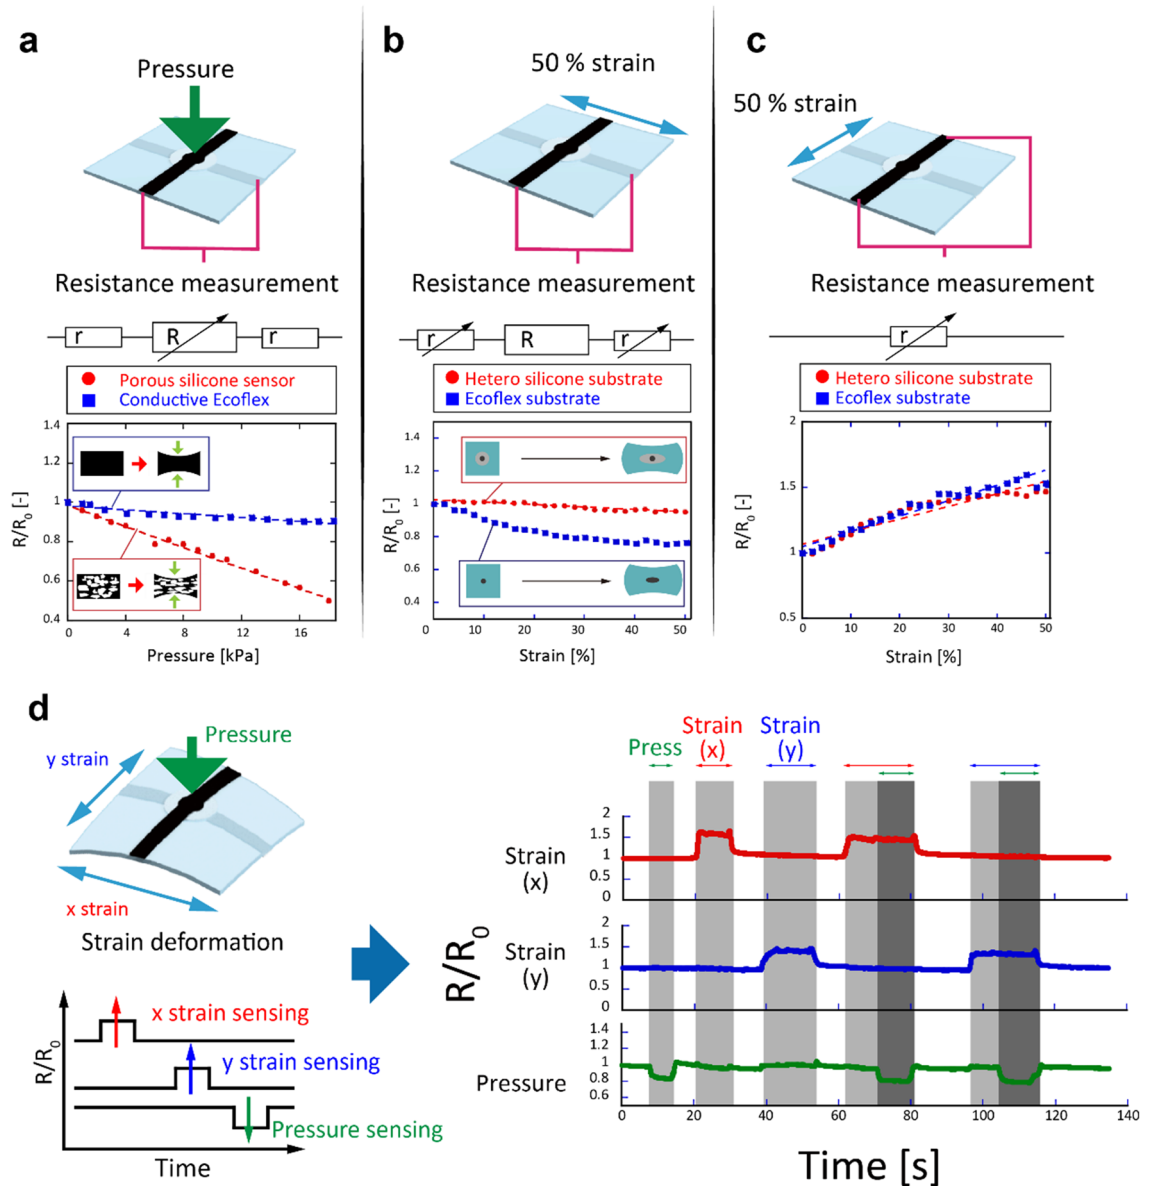 a
Pressure
Resistance measurement
r
R
r
Porous silicone sensor
Conductive Ecoflex
1.4
1.2
1
0.8
0.6
0.4
R/R0 [-]
0
4
8
12
16
Pressure [kPa]
b
50 % strain
Resistance measurement
r
R
r
Hetero silicone substrate
Ecoflex substrate
1.4
1.2
1
0.8
0.6
0.4
R/R0 [-]
0
10
20
30
40
50
Strain [%]
c
50 % strain
Resistance measurement
r
Hetero silicone substrate
Ecoflex substrate
2
1.5
1
0.5
R/R0 [-]
0
10
20
30
40
50
Strain [%]
d
Pressure
y strain
x strain
Strain deformation
R/R0
x strain sensing
y strain sensing
Pressure sensing
Time
Press
Strain
(x)
Strain
(y)
R/R0
Strain
(x)
2
1.5
1
0.5
0
Strain
(y)
2
1.5
1
0.5
0
Pressure
1.4
1.2
1
0.8
0.6
0
20
40
60
80
100
120
140
Time [s]